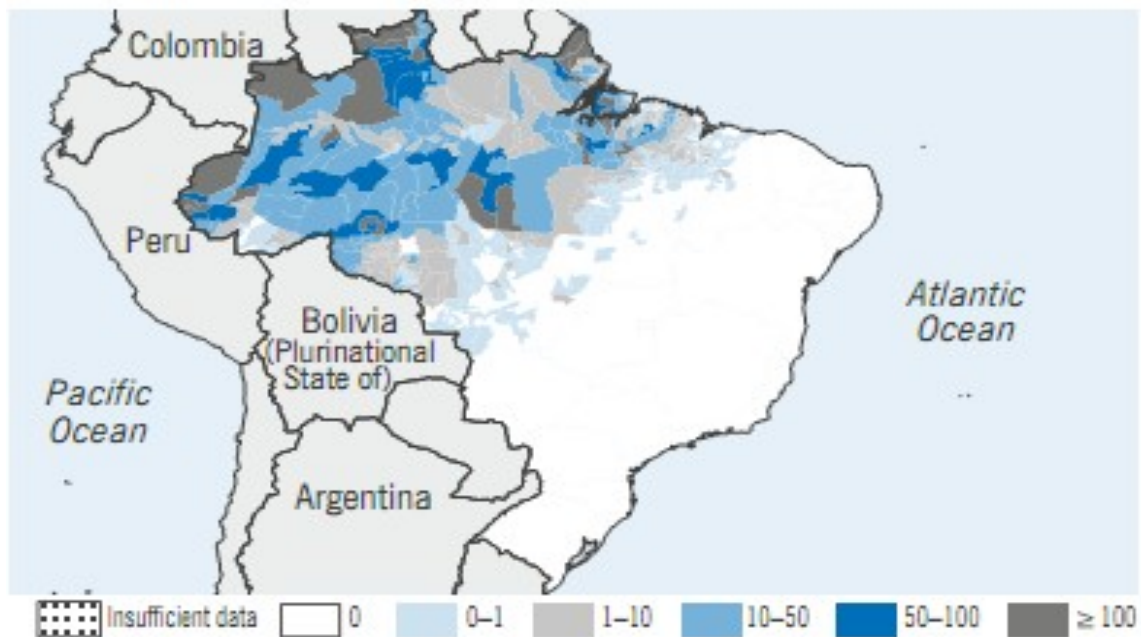 Colombia
Peru
Bolivia
(Plurinational
State of)
Atlantic
Ocean
Pacific
Ocean
Argentina
Insufficient data 0 0–1 1–10 10–50 50–100 ≥ 100